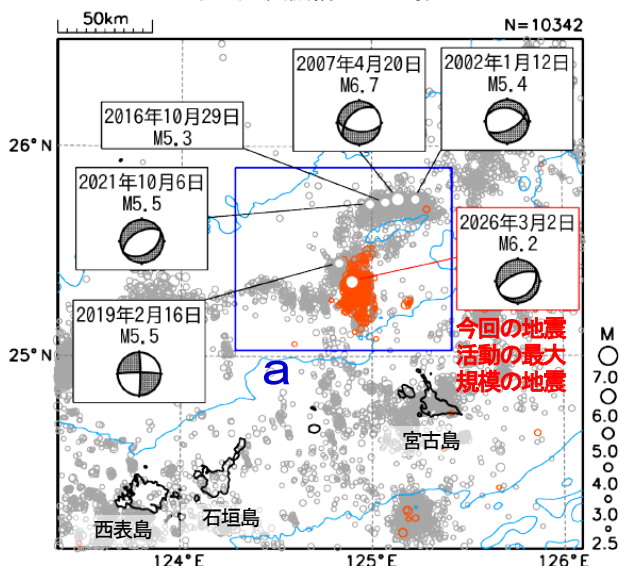 50km
N=10342
2007年4月20日
M6.7
2002年1月12日
M5.4
2016年10月29日
M5.3
26°N
2021年10月6日
M5.5
2026年3月2日
M6.2
2019年2月16日
M5.5
今回の地震
活動の最大
規模の地震
25°N
a
宮古島
石垣島
西表島
M
7.0
6.0
5.0
4.0
3.0
2.5
124°E
125°E
126°E